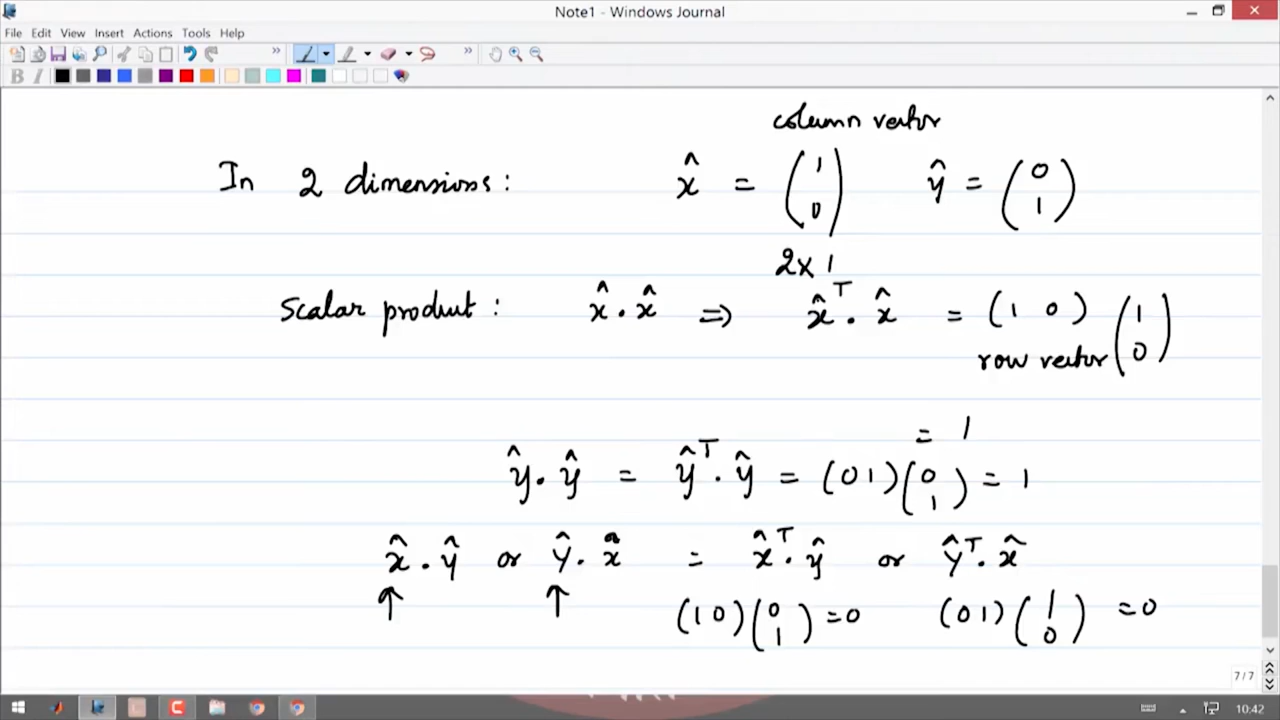 Note1 - Windows Journal
File Edit View Insert Actions Tools Help
column vector
In 2 dimensions: x̂ = (1 0) ŷ = (0 1)
2×1
Scalar product: x̂ . x̂ ⇒ x̂ᵀ . x̂ = (1 0) (1 0)
row vector
= 1
ŷ . ŷ = ŷᵀ . ŷ = (0 1) (0 1) = 1
x̂ . ŷ or ŷ . x̂ = x̂ᵀ . ŷ or ŷᵀ . x̂
↑ ↑ (1 0) (0 1) = 0 (0 1) (1 0) = 0
7/7
10:42